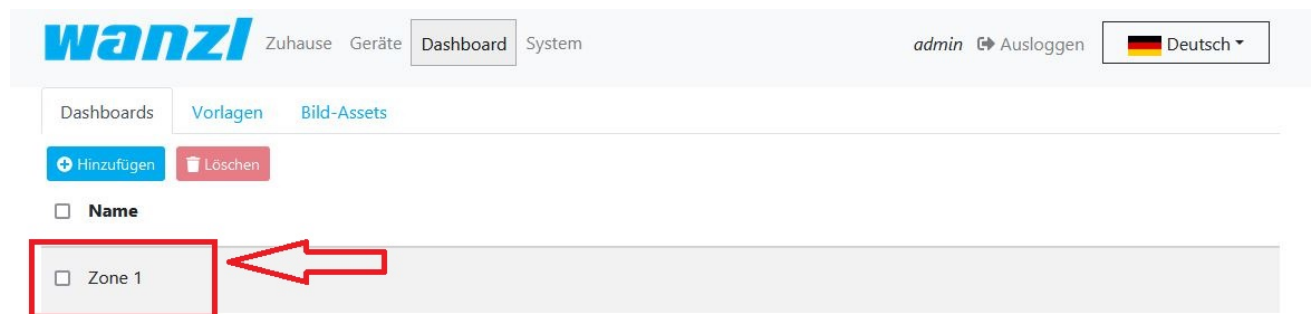 wanzl Zuhause Geräte Dashboard System admin Ausloggen Deutsch
Dashboards Vorlagen Bild-Assets
Hinzufügen Löschen
Name
Zone 1